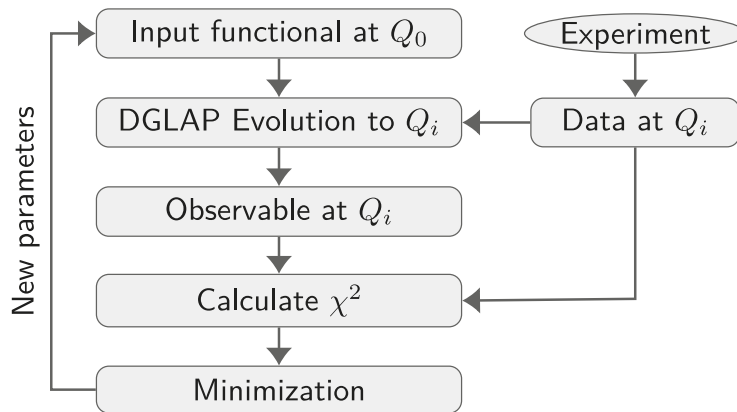 Input functional at Q₀
Experiment
DGLAP Evolution to Qᵢ
Data at Qᵢ
Observable at Qᵢ
Calculate χ²
Minimization
New parameters